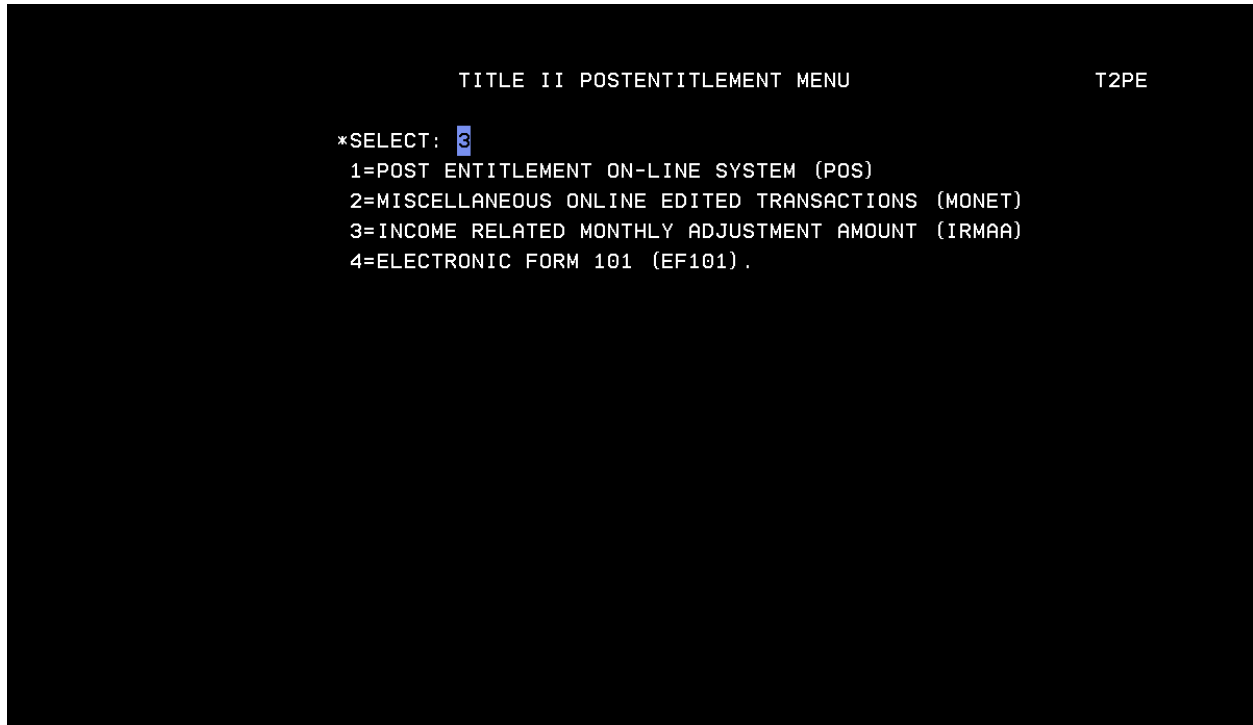 TITLE II POSTENTITLEMENT MENU T2PE
*SELECT: 3
1=POST ENTITLEMENT ON-LINE SYSTEM (POS)
2=MISCELLANEOUS ONLINE EDITED TRANSACTIONS (MONET)
3=INCOME RELATED MONTHLY ADJUSTMENT AMOUNT (IRMAA)
4=ELECTRONIC FORM 101 (EF101).